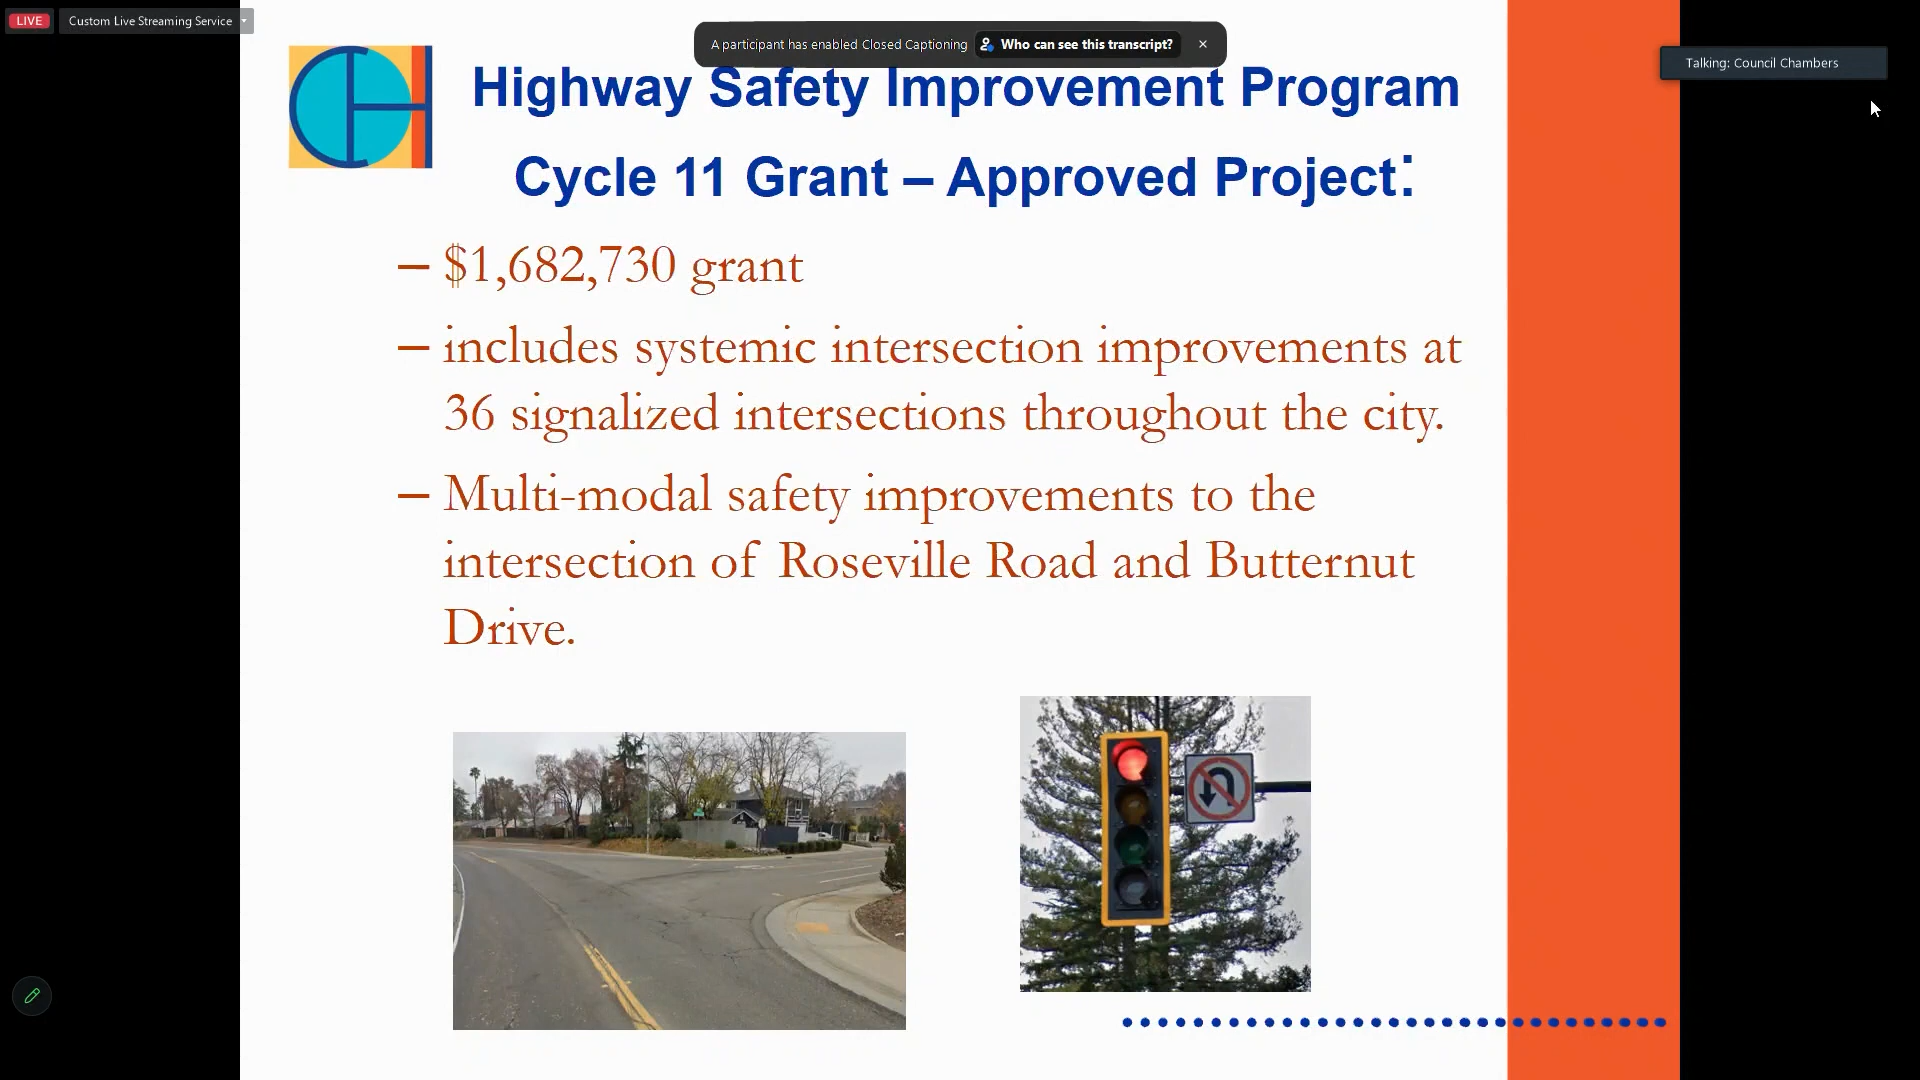 LIVE
Custom Live Streaming Service
A participant has enabled Closed Captioning Who can see this transcript?
Talking: Council Chambers
Highway Safety Improvement Program
Cycle 11 Grant – Approved Project:
– $1,682,730 grant
– includes systemic intersection improvements at
36 signalized intersections throughout the city.
– Multi-modal safety improvements to the
intersection of Roseville Road and Butternut
Drive.